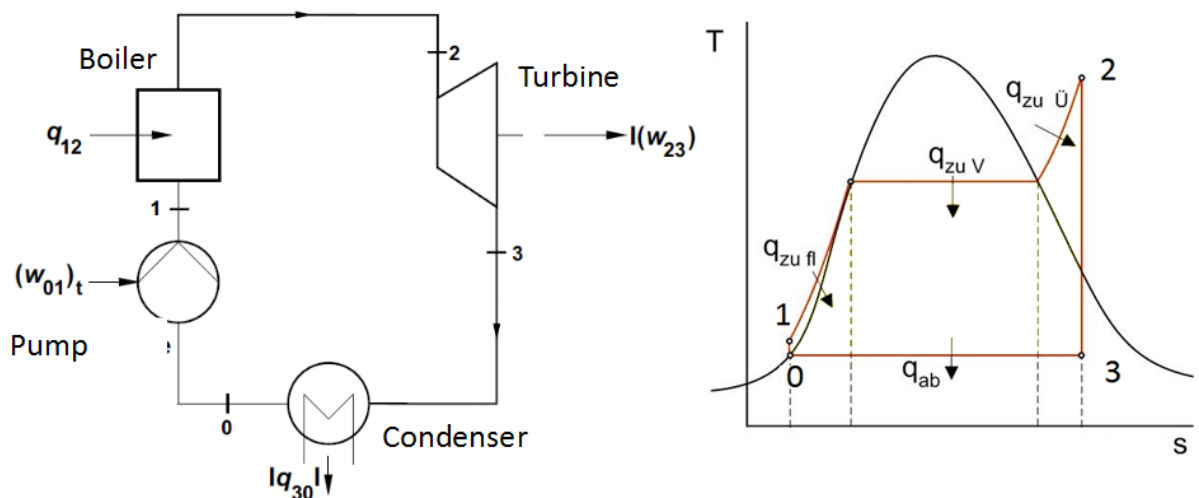 Boiler
2
Turbine
q12
I(w23)
1
3
(w01)t
Pump
e
0
Condenser
Iq30I
T
2
qzu Ü
qzu V
qzu fl
1
0
qab
3
s